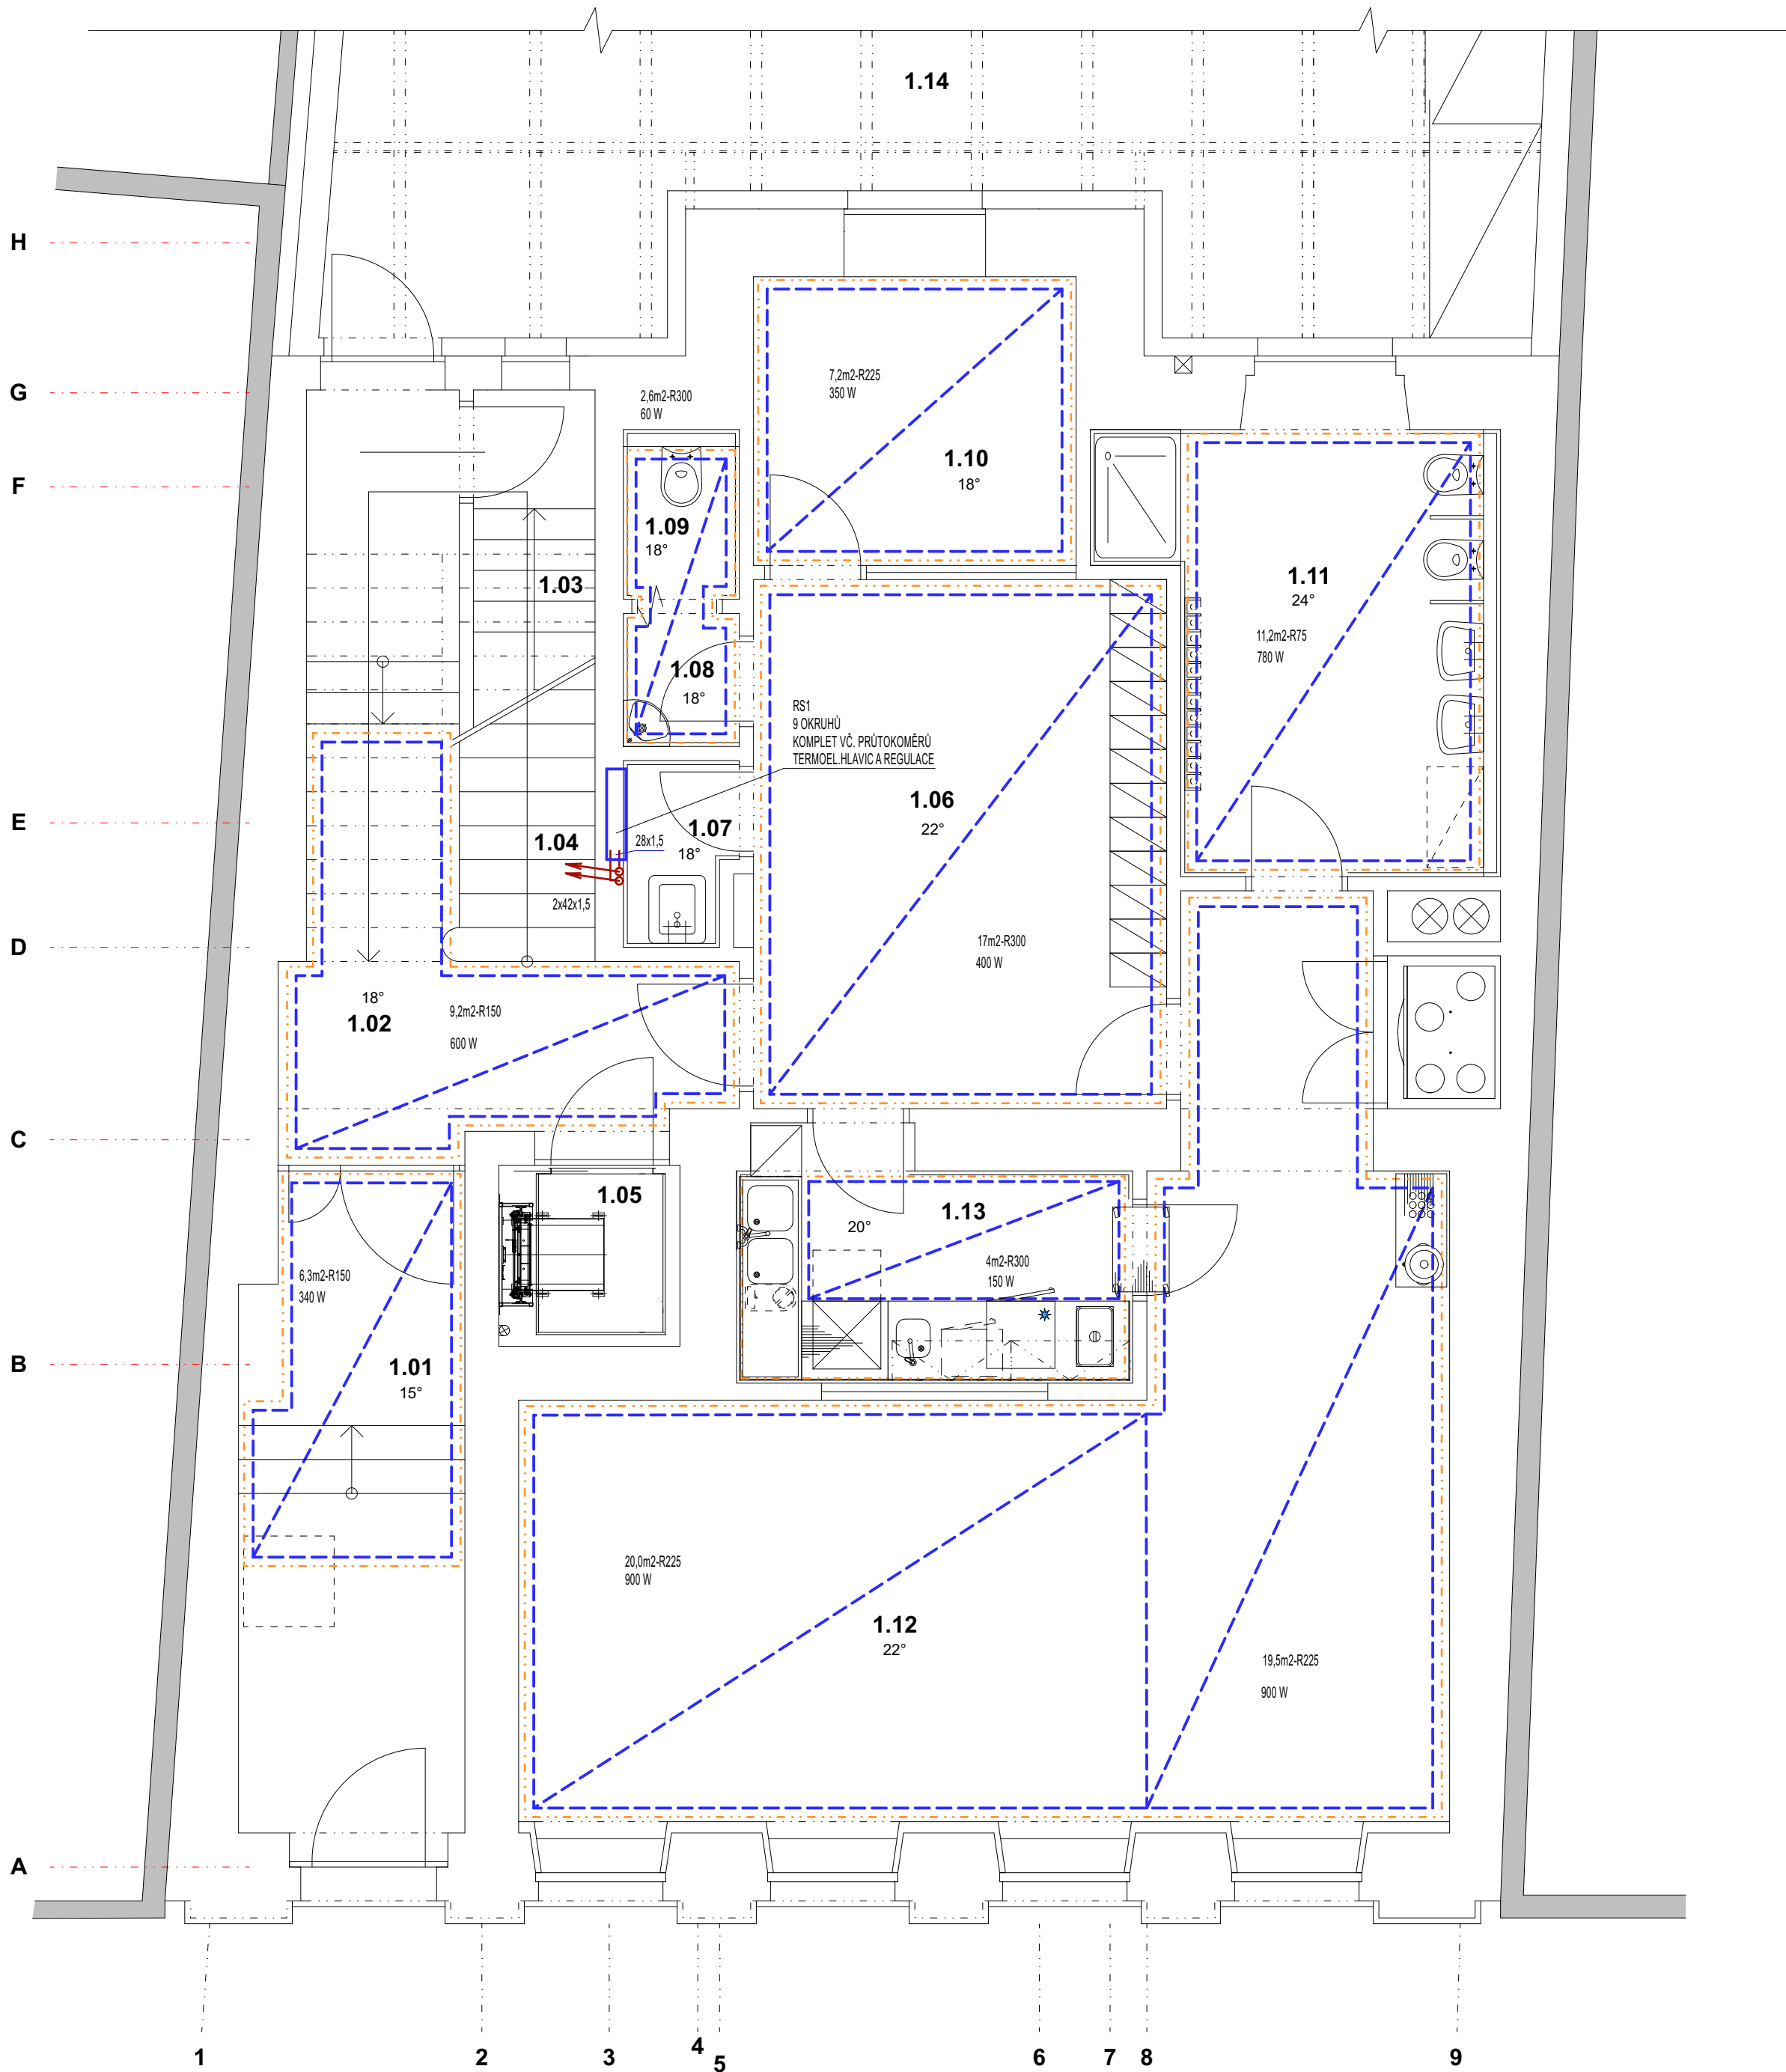 1.14
H
G
2,6m2-R300
60 W
7,2m2-R225
350 W
1.10
18°
F
1.09
18°
1.03
1.11
24°
11,2m2-R75
780 W
1.08
18°
RS1
9 OKRUHŮ
KOMPLET VČ. PRŮTOKOMĚRŮ
TERMOEL.HLAVIC A REGULACE
1.06
22°
E
1.04
28x1,5
1.07
18°
2x42x1,5
D
17m2-R300
400 W
18°
1.02
9,2m2-R150
600 W
C
1.05
1.13
20°
4m2-R300
150 W
6,3m2-R150
340 W
L
B
1.01
15°
20,0m2-R225
900 W
1.12
22°
19,5m2-R225
900 W
A
1
2
3
4
5
6
7
8
9